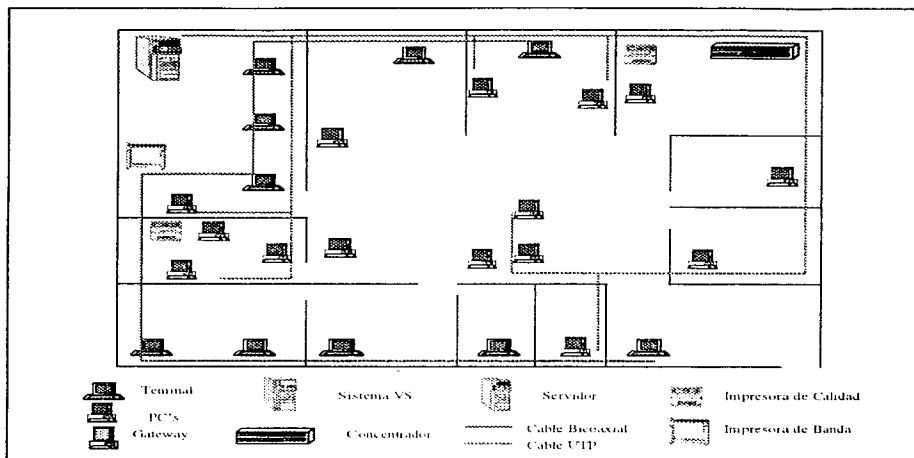 Terminal
Sistema VS
Servidor
Impresora de Calidad
PC's
Gateway
Concentrador
Cable Bicoaxial
Cable UTP
Impresora de Banda